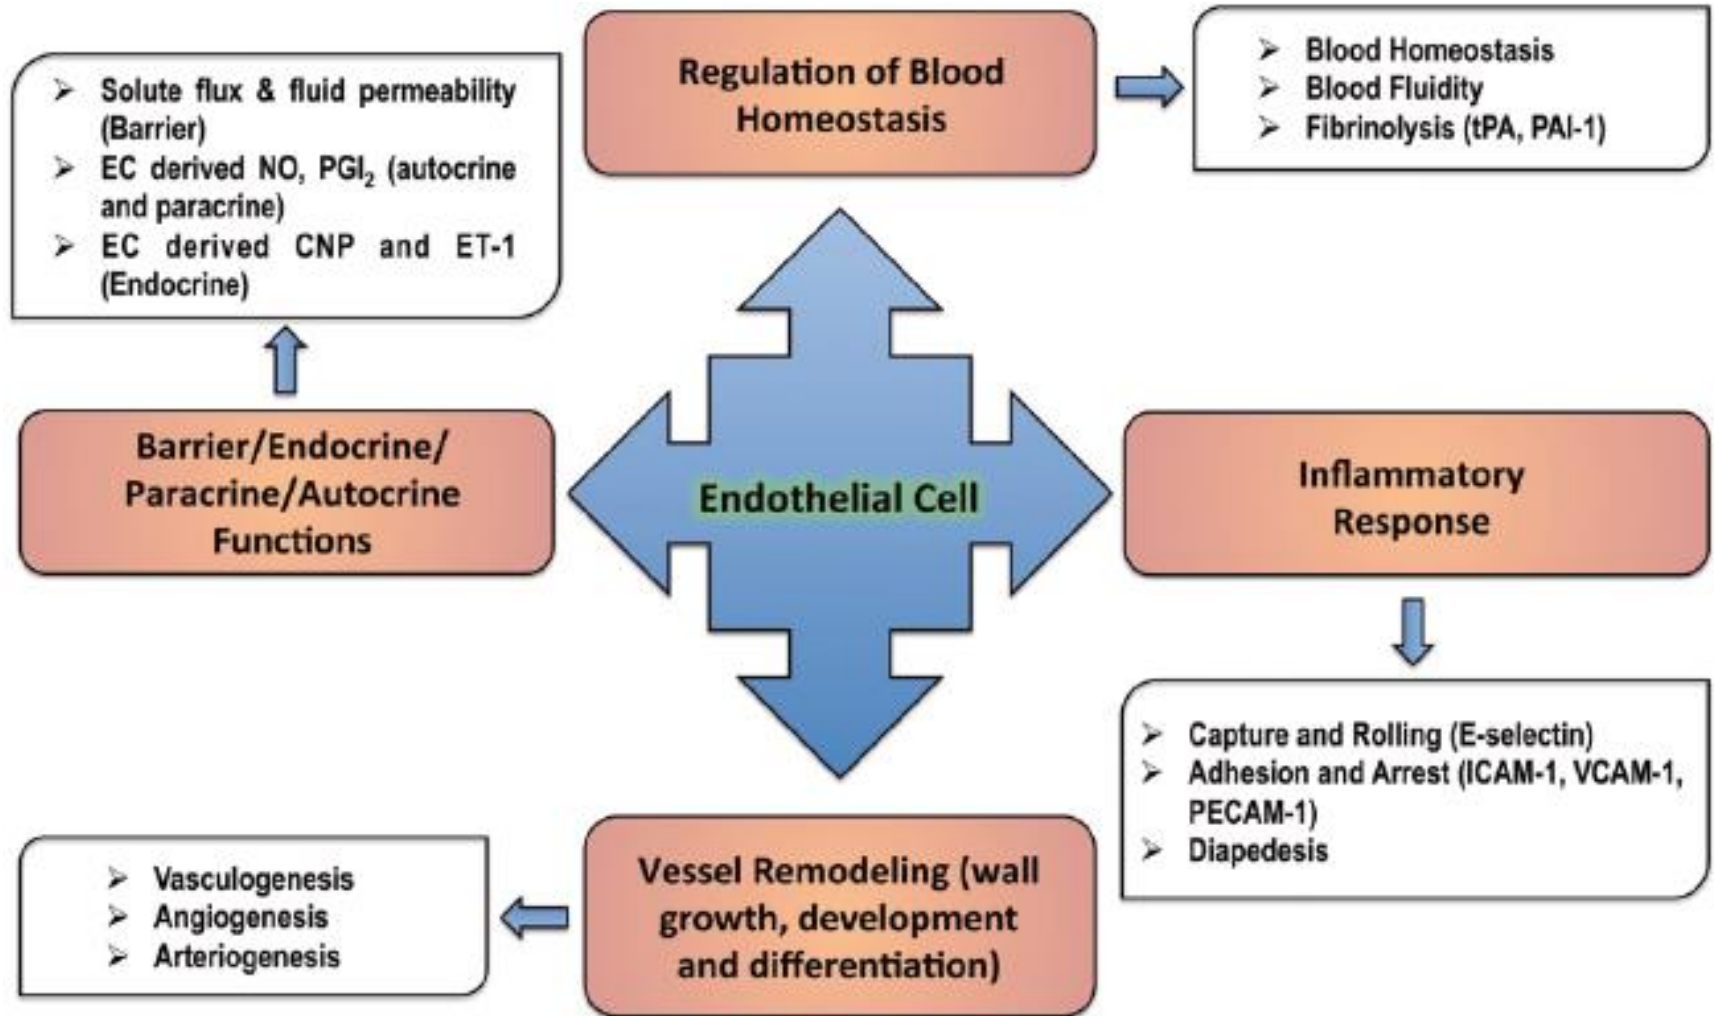 Regulation of Blood
Homeostasis
➢ Blood Homeostasis
➢ Blood Fluidity
➢ Fibrinolysis (tPA, PAI-1)
➢ Solute flux & fluid permeability
(Barrier)
➢ EC derived NO, PGI₂ (autocrine
and paracrine)
➢ EC derived CNP and ET-1
(Endocrine)
Barrier/Endocrine/
Paracrine/Autocrine
Functions
Endothelial Cell
Inflammatory
Response
➢ Capture and Rolling (E-selectin)
➢ Adhesion and Arrest (ICAM-1, VCAM-1,
PECAM-1)
➢ Diapedesis
Vessel Remodeling (wall
growth, development
and differentiation)
➢ Vasculogenesis
➢ Angiogenesis
➢ Arteriogenesis